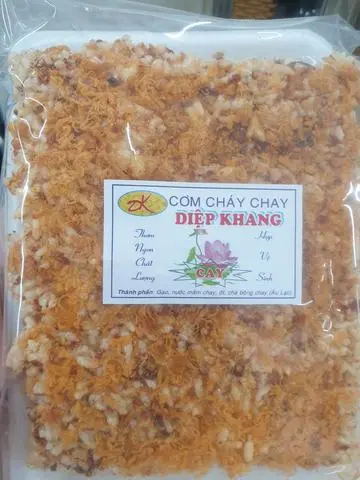 DK
CƠM CHÁY CHAY
DIỆP KHANG
Thơm
Ngon
Chất
Lượng
Hợp
Vệ
Sinh
CAY
Thành phần: Gạo, nước mắm chay, ớt, chà bông chay (Âu Lạc)